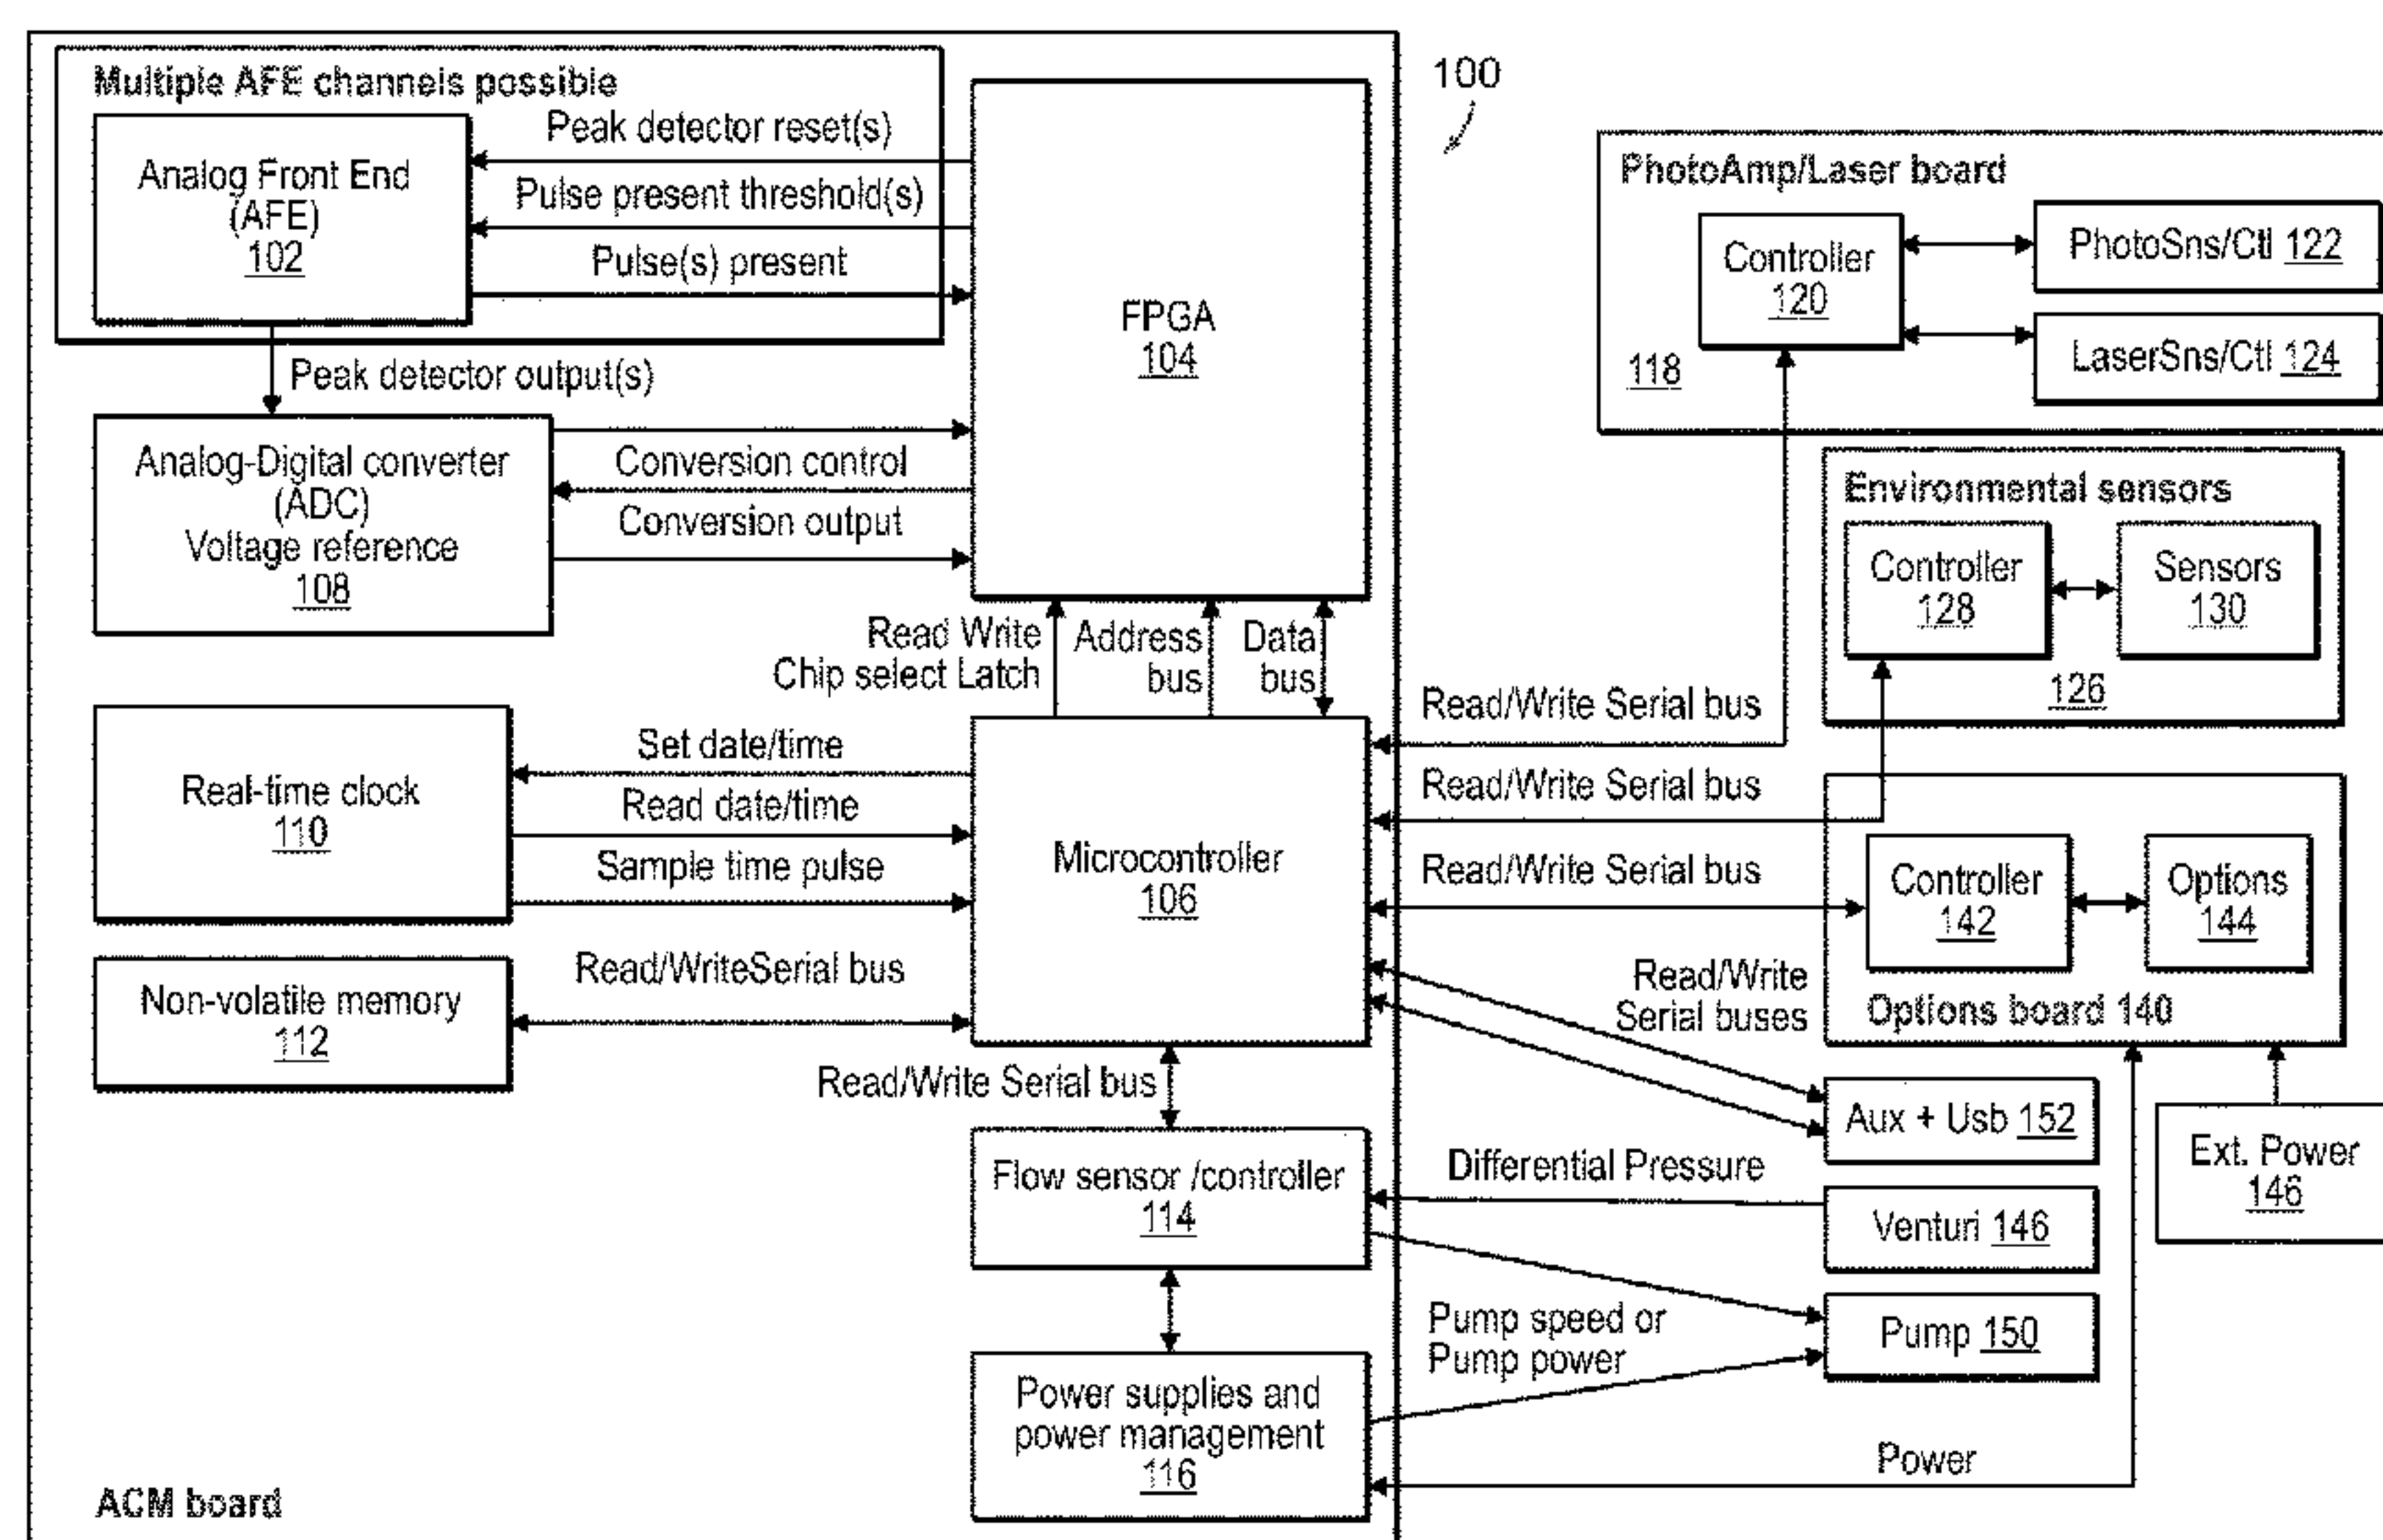 100
Multiple AFE channels possible
Analog Front End
(AFE)
102
Peak detector reset(s)
Pulse present threshold(s)
Pulse(s) present
FPGA
104
Peak detector output(s)
Analog-Digital converter
(ADC)
Voltage reference
108
Conversion control
Conversion output
Read Write
Chip select Latch
Address
bus
Data
bus
Real-time clock
110
Set date/time
Read date/time
Sample time pulse
Microcontroller
106
Non-volatile memory
112
Read/WriteSerial bus
Read/Write Serial bus
Flow sensor /controller
114
Power supplies and
power management
116
ACM board
PhotoAmp/Laser board
Controller
120
PhotoSns/Ctl 122
LaserSns/Ctl 124
118
Environmental sensors
Controller
128
Sensors
130
126
Read/Write Serial bus
Read/Write Serial bus
Read/Write Serial bus
Controller
142
Options
144
Options board 140
Read/Write
Serial buses
Aux + Usb 152
Differential Pressure
Venturi 146
Ext. Power
146
Pump speed or
Pump power
Pump 150
Power